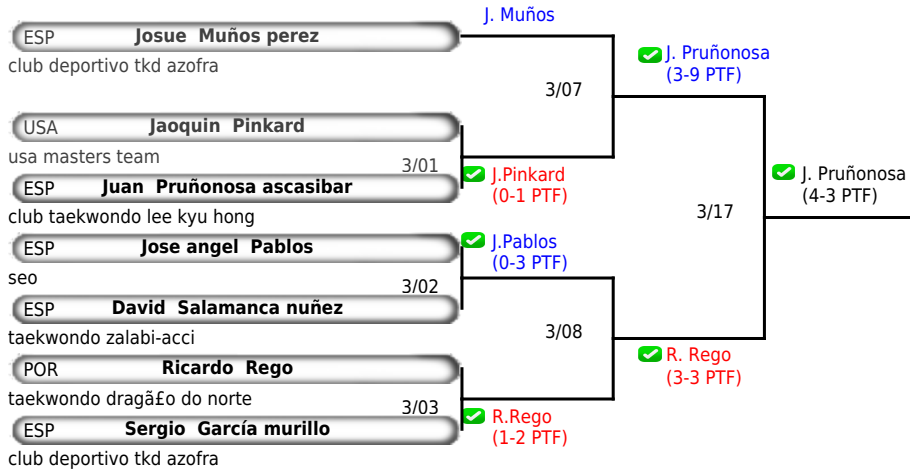 J. Muños
ESP Josue Muños perez
club deportivo tkd azofra
J. Pruñonosa
(3-9 PTF)
3/07
USA Jaoquin Pinkard
usa masters team
3/01
J.Pinkard
(0-1 PTF)
ESP Juan Pruñonosa ascasibar
club taekwondo lee kyu hong
J. Pruñonosa
(4-3 PTF)
3/17
ESP Jose angel Pablos
J.Pablos
(0-3 PTF)
seo
3/02
ESP David Salamanca nuñez
taekwondo zalabi-acci
3/08
POR Ricardo Rego
R. Rego
(3-3 PTF)
taekwondo dragã£o do norte
3/03
R.Rego
(1-2 PTF)
ESP Sergio García murillo
club deportivo tkd azofra